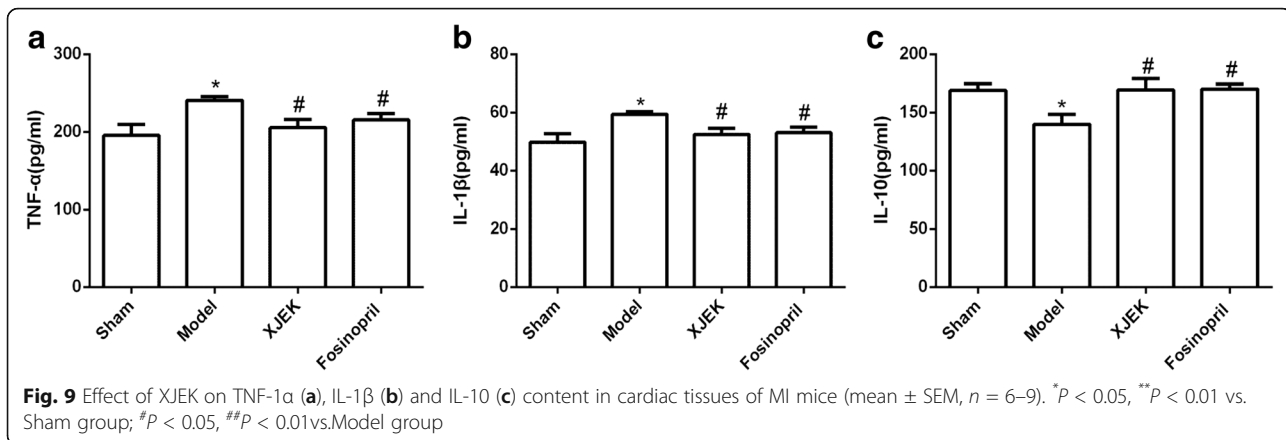 a
300
200
100
0
TNF-α(pg/ml)
*
#
#
Sham
Model
XJEK
Fosinopril
b
80
60
40
20
0
IL-1β(pg/ml)
*
#
#
Sham
Model
XJEK
Fosinopril
c
200
150
100
50
0
IL-10(pg/ml)
*
#
#
Sham
Model
XJEK
Fosinopril
Fig. 9 Effect of XJEK on TNF-1α (a), IL-1β (b) and IL-10 (c) content in cardiac tissues of MI mice (mean ± SEM, n = 6–9). *P < 0.05, **P < 0.01 vs.
Sham group; #P < 0.05, ##P < 0.01vs.Model group